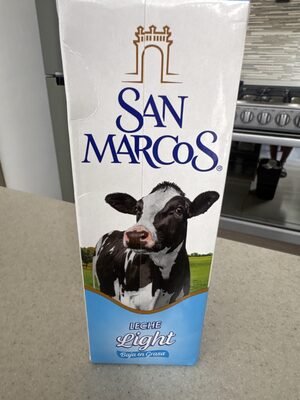 SAN
MARCOS®
LECHE
Light
Baja en Grasa